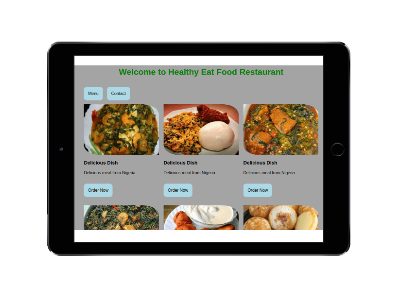 Welcome to Healthy Eat Food Restaurant
Menu Contact
Delicious Dish Delicious Dish Delicious Dish
Delicious meal from Nigeria Delicious meal from Nigeria Delicious meal from Nigeria
Order Now Order Now Order Now